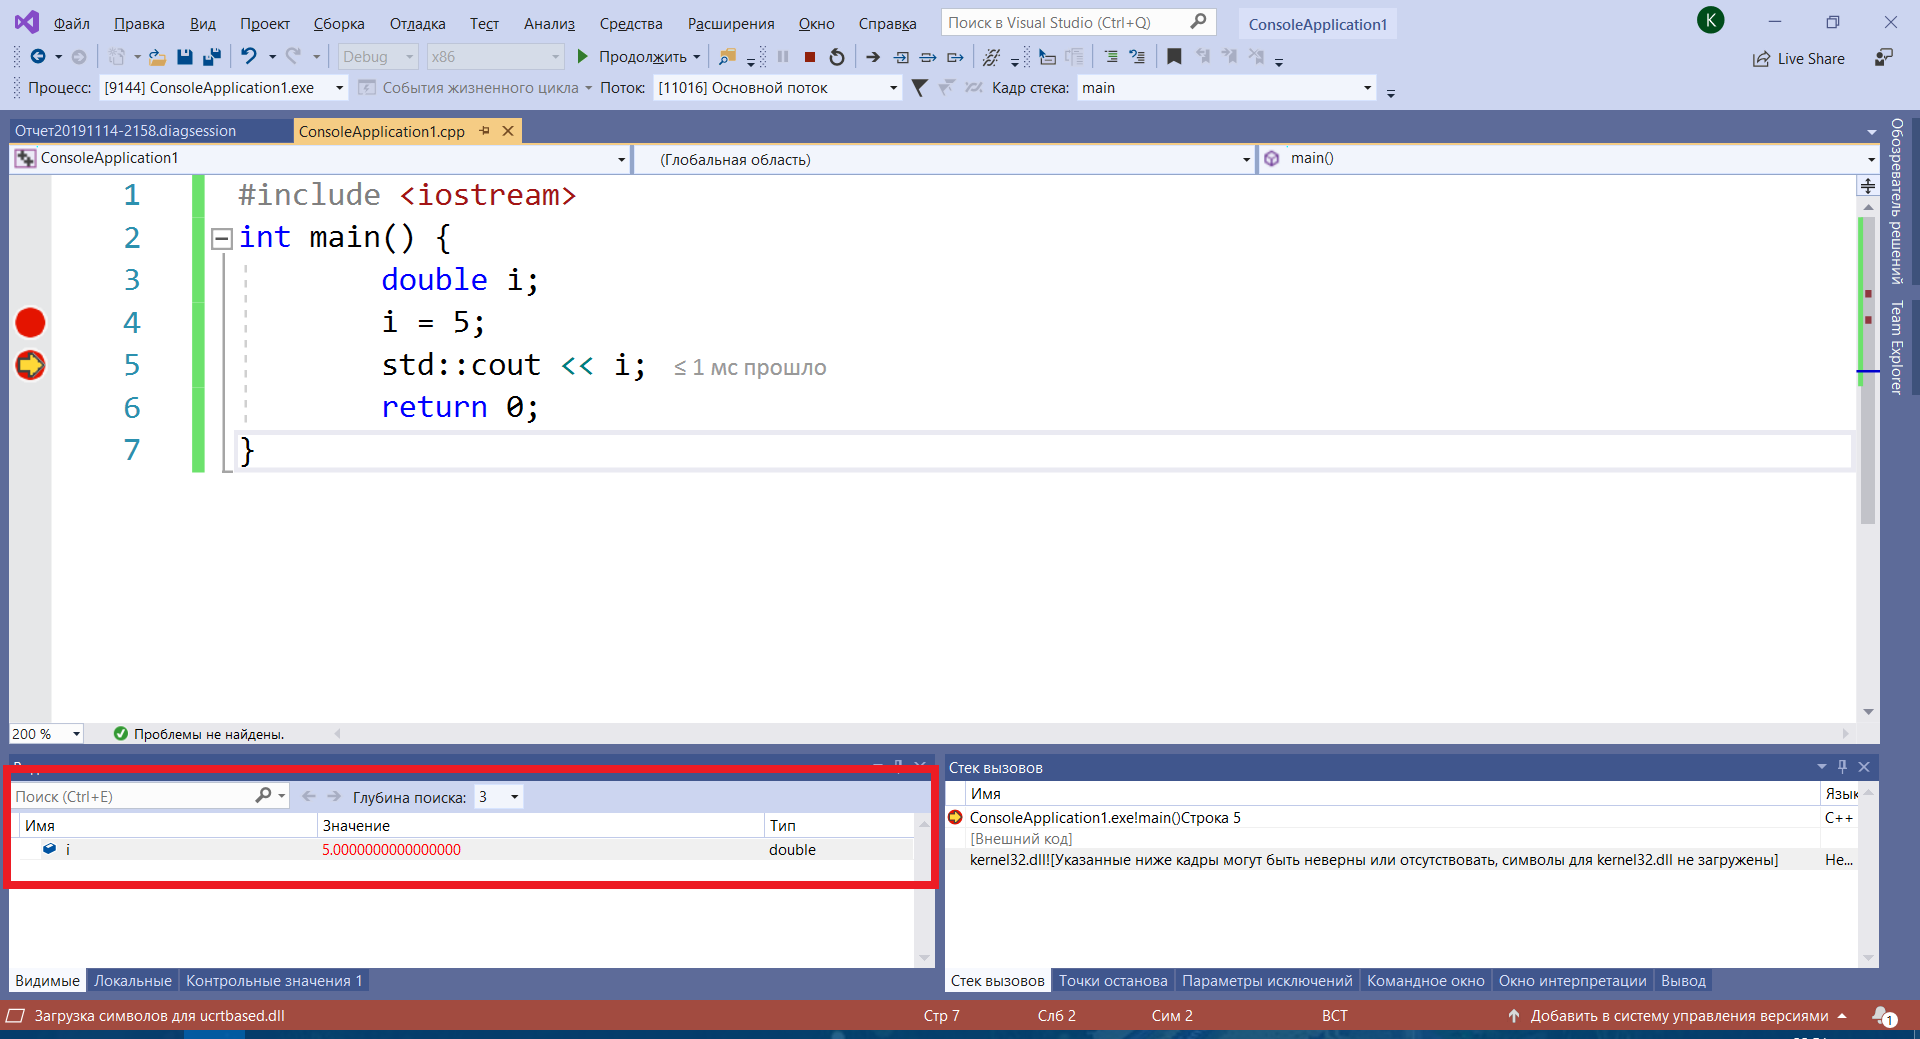 Файл Правка Вид Проект Сборка Отладка Тест Анализ Средства Расширения Окно Справка Поиск в Visual Studio (Ctrl+Q) ConsoleApplication1 K
Debug x86 Продолжить Live Share
Процесс: [9144] ConsoleApplication1.exe События жизненного цикла Поток: [11016] Основной поток Кадр стека: main
Отчет20191114-2158.diagsession ConsoleApplication1.cpp
ConsoleApplication1 (Глобальная область) main()
1 #include <iostream>
2 int main() {
3 double i;
4 i = 5;
5 std::cout << i; ≤ 1 мс прошло
6 return 0;
7 }
Обозреватель решений
Team Explorer
200 % Проблемы не найдены.
Поиск (Ctrl+E) Глубина поиска: 3
Имя Значение Тип
i 5.0000000000000000 double
Видимые Локальные Контрольные значения 1
Стек вызовов
Имя Язык
ConsoleApplication1.exe!main()Строка 5 C++
[Внешний код]
kernel32.dll![Указанные ниже кадры могут быть неверны или отсутствовать, символы для kernel32.dll не загружены] Не...
Стек вызовов Точки останова Параметры исключений Командное окно Окно интерпретации Вывод
Загрузка символов для ucrtbased.dll Стр 7 Слб 2 Сим 2 ВСТ Добавить в систему управления версиями 1